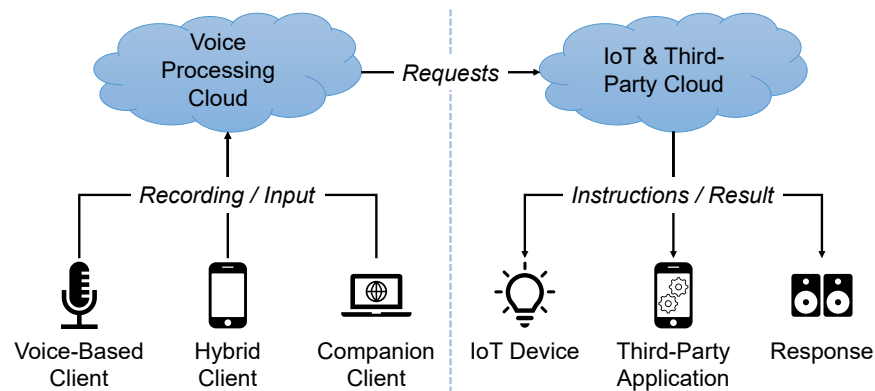 Voice
Processing
Cloud
Requests
IoT & Third-
Party Cloud
Recording / Input
Instructions / Result
Voice-Based
Client
Hybrid
Client
Companion
Client
IoT Device
Third-Party
Application
Response